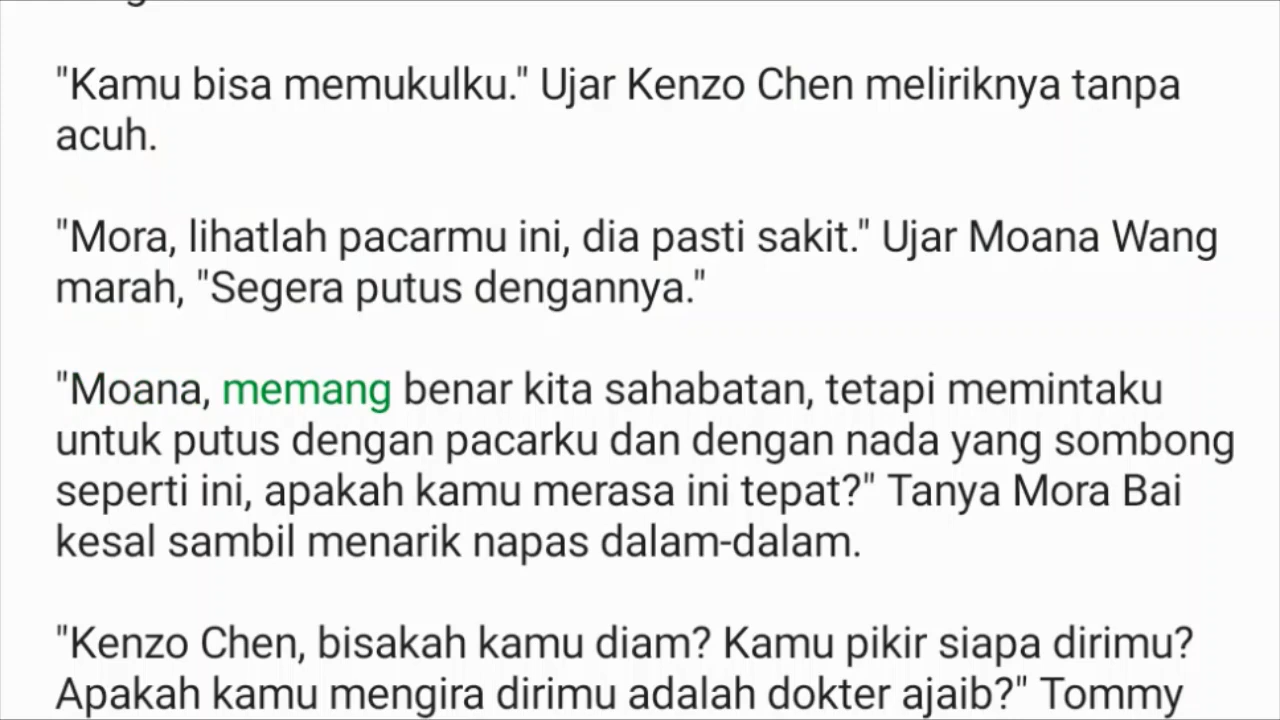 "Kamu bisa memukulku." Ujar Kenzo Chen meliriknya tanpa
acuh.
"Mora, lihatlah pacarmu ini, dia pasti sakit." Ujar Moana Wang
marah, "Segera putus dengannya."
"Moana, memang benar kita sahabatan, tetapi memintaku
untuk putus dengan pacarku dan dengan nada yang sombong
seperti ini, apakah kamu merasa ini tepat?" Tanya Mora Bai
kesal sambil menarik napas dalam-dalam.
"Kenzo Chen, bisakah kamu diam? Kamu pikir siapa dirimu?
Apakah kamu mengira dirimu adalah dokter ajaib?" Tommy